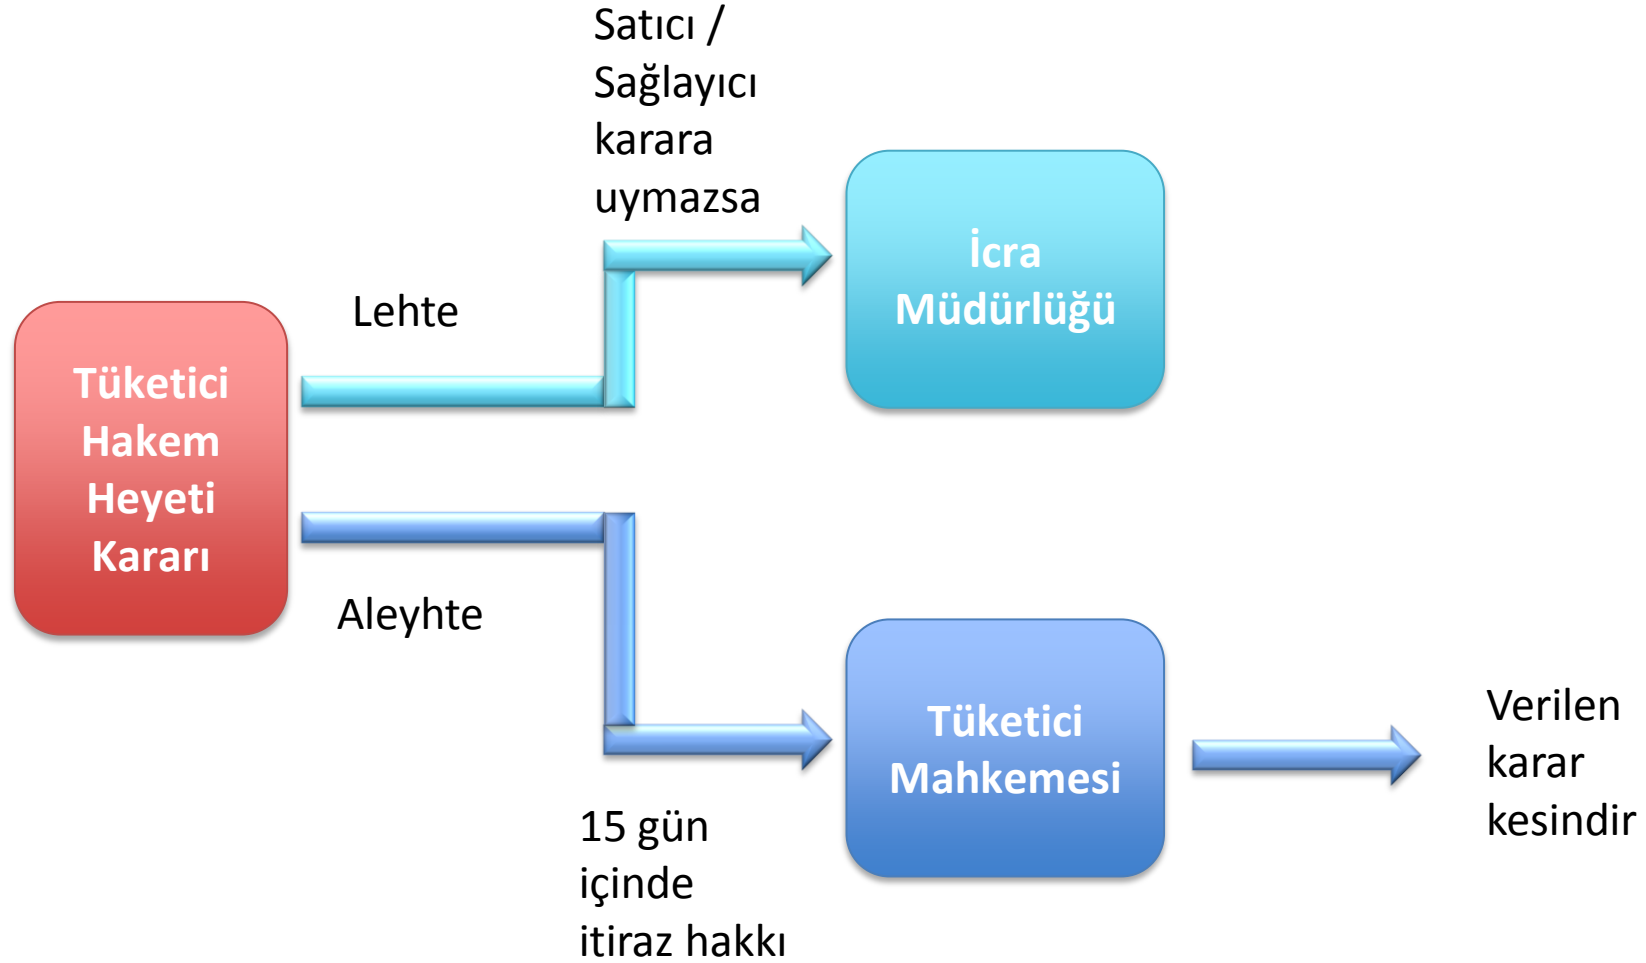 Satıcı /
Sağlayıcı
karara
uymazsa
İcra
Müdürlüğü
Lehte
Tüketici
Hakem
Heyeti
Kararı
Aleyhte
Tüketici
Mahkemesi
Verilen
karar
kesindir
15 gün
içinde
itiraz hakkı